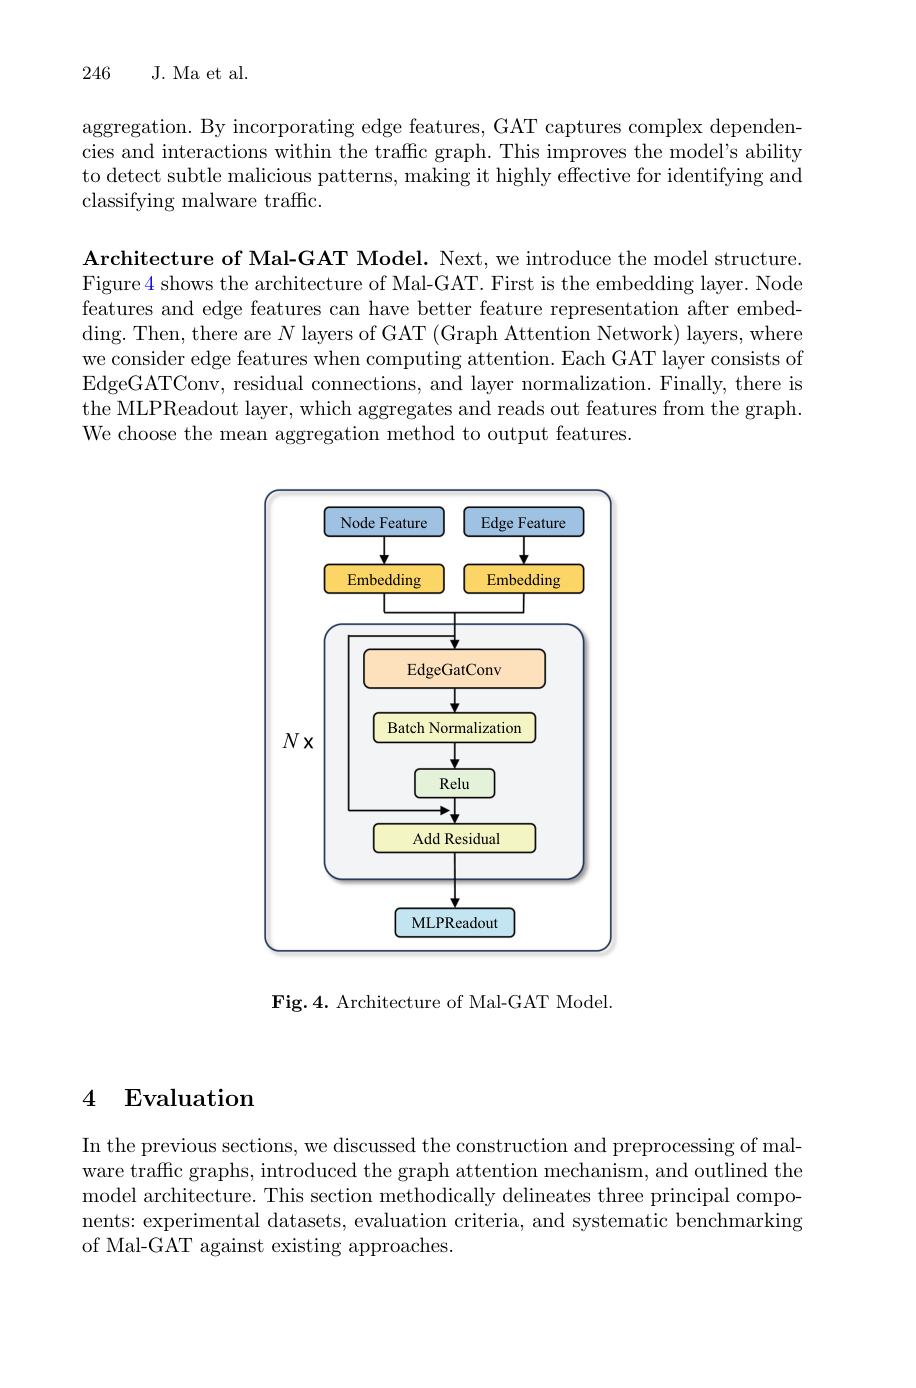 246 J. Ma et al.
aggregation. By incorporating edge features, GAT captures complex dependen-
cies and interactions within the traffic graph. This improves the model's ability
to detect subtle malicious patterns, making it highly effective for identifying and
classifying malware traffic.
Architecture of Mal-GAT Model. Next, we introduce the model structure.
Figure 4 shows the architecture of Mal-GAT. First is the embedding layer. Node
features and edge features can have better feature representation after embed-
ding. Then, there are N layers of GAT (Graph Attention Network) layers, where
we consider edge features when computing attention. Each GAT layer consists of
EdgeGATConv, residual connections, and layer normalization. Finally, there is
the MLPReadout layer, which aggregates and reads out features from the graph.
We choose the mean aggregation method to output features.
Node Feature Edge Feature
Embedding Embedding
EdgeGatConv
Batch Normalization
N x
Relu
Add Residual
MLPReadout
Fig. 4. Architecture of Mal-GAT Model.
4 Evaluation
In the previous sections, we discussed the construction and preprocessing of mal-
ware traffic graphs, introduced the graph attention mechanism, and outlined the
model architecture. This section methodically delineates three principal compo-
nents: experimental datasets, evaluation criteria, and systematic benchmarking
of Mal-GAT against existing approaches.